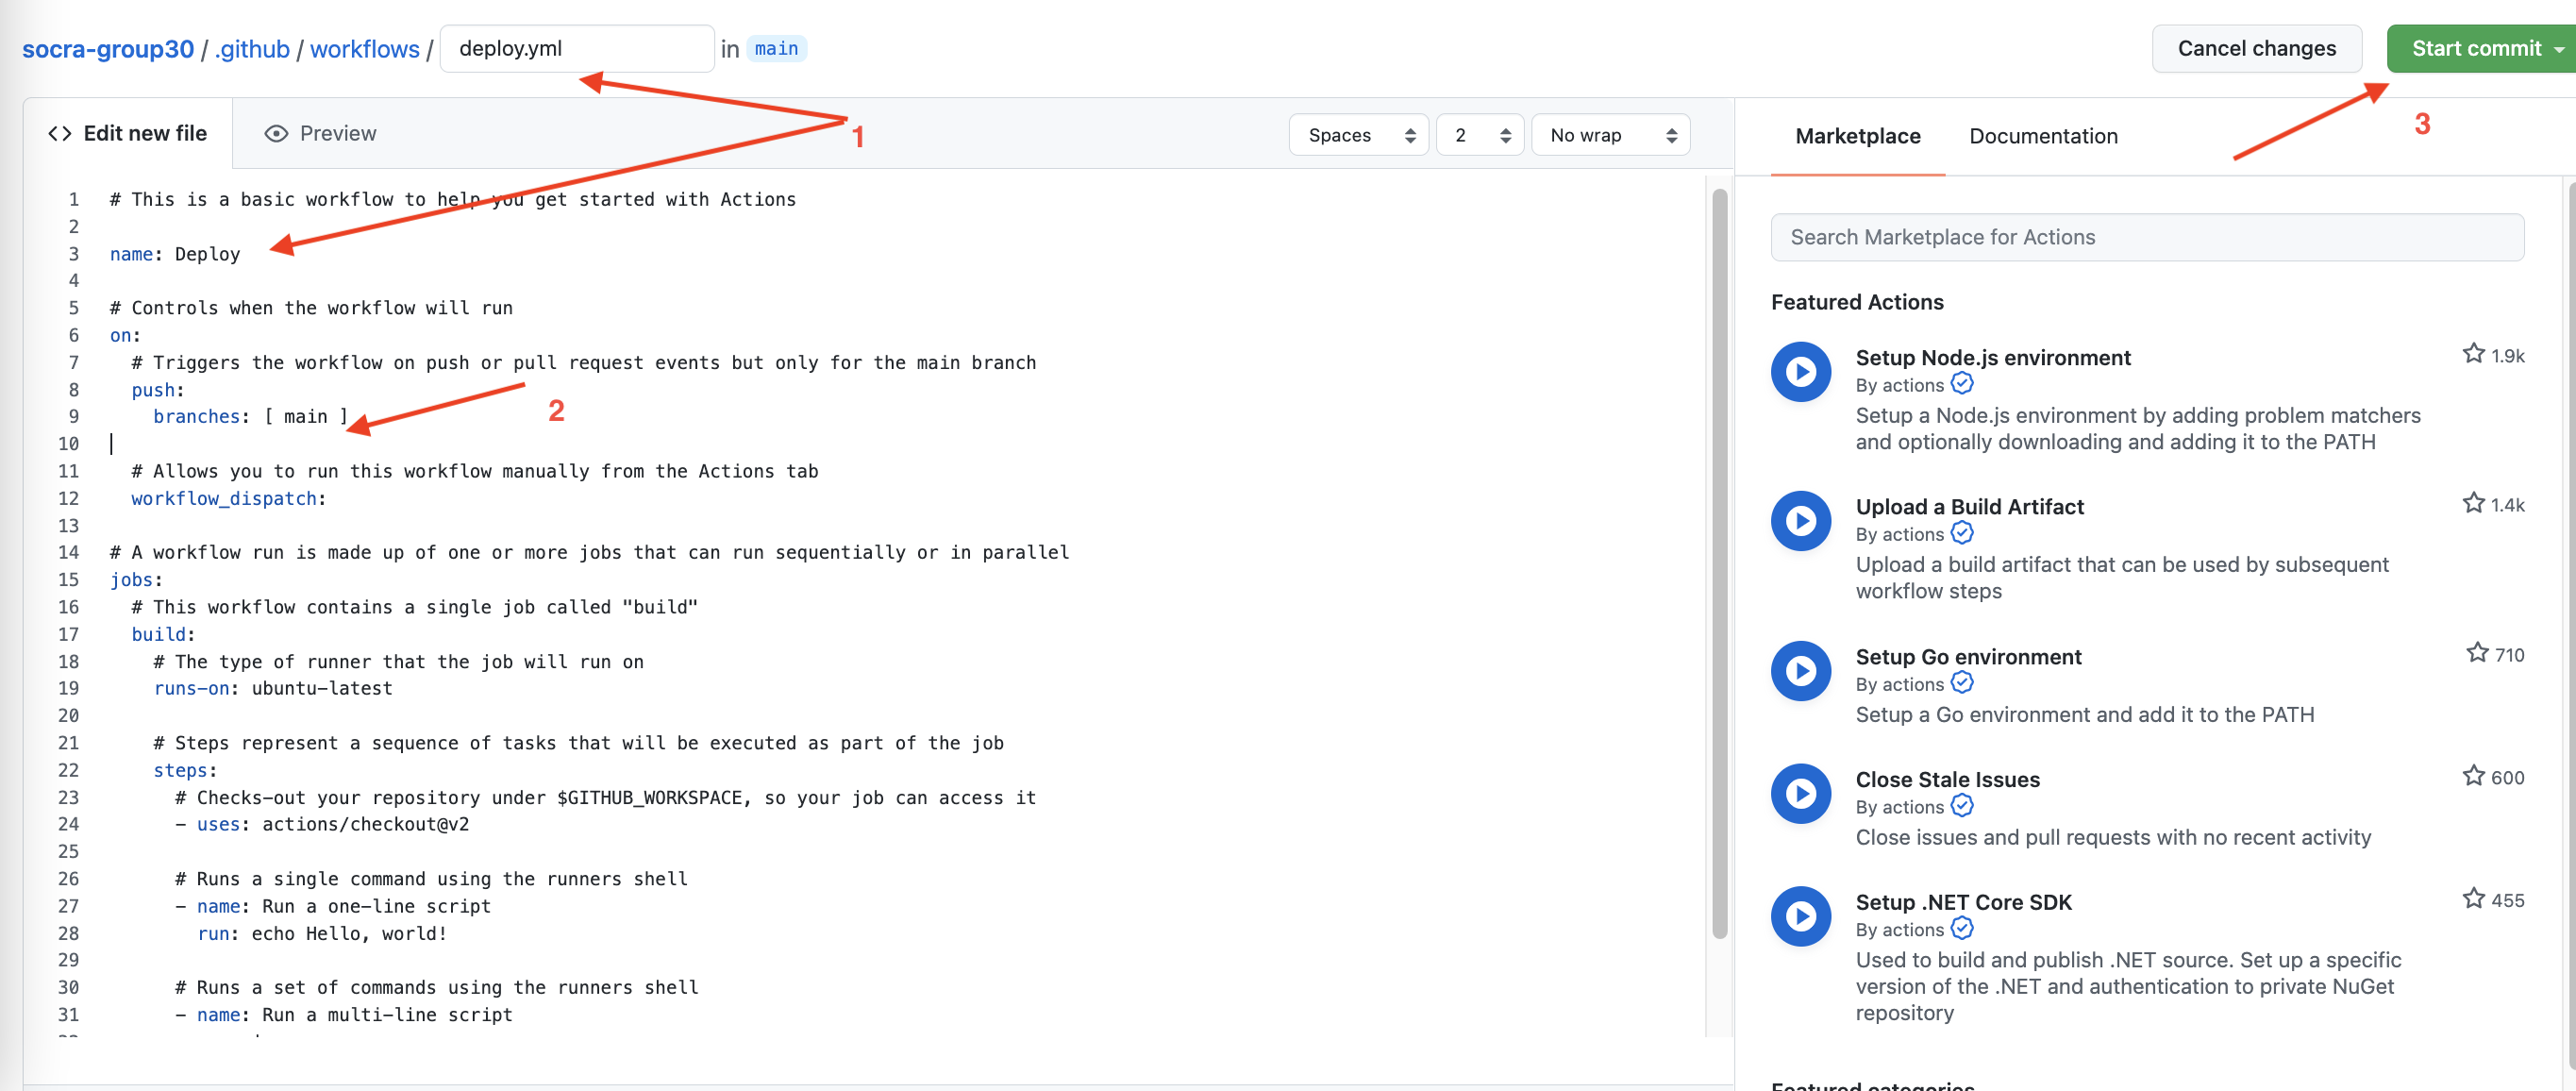 socra-group30 / .github / workflows / deploy.yml in main
Cancel changes
Start commit
1
3
Edit new file
Preview
Spaces
2
No wrap
Marketplace
Documentation
1 # This is a basic workflow to help you get started with Actions
2
3 name: Deploy
4
5 # Controls when the workflow will run
6 on:
7 # Triggers the workflow on push or pull request events but only for the main branch
8 push:
9 branches: [ main ]
2
10
11 # Allows you to run this workflow manually from the Actions tab
12 workflow_dispatch:
13
14 # A workflow run is made up of one or more jobs that can run sequentially or in parallel
15 jobs:
16 # This workflow contains a single job called "build"
17 build:
18 # The type of runner that the job will run on
19 runs-on: ubuntu-latest
20
21 # Steps represent a sequence of tasks that will be executed as part of the job
22 steps:
23 # Checks-out your repository under $GITHUB_WORKSPACE, so your job can access it
24 - uses: actions/checkout@v2
25
26 # Runs a single command using the runners shell
27 - name: Run a one-line script
28 run: echo Hello, world!
29
30 # Runs a set of commands using the runners shell
31 - name: Run a multi-line script
Search Marketplace for Actions
Featured Actions
Setup Node.js environment
1.9k
By actions
Setup a Node.js environment by adding problem matchers
and optionally downloading and adding it to the PATH
Upload a Build Artifact
1.4k
By actions
Upload a build artifact that can be used by subsequent
workflow steps
Setup Go environment
710
By actions
Setup a Go environment and add it to the PATH
Close Stale Issues
600
By actions
Close issues and pull requests with no recent activity
Setup .NET Core SDK
455
By actions
Used to build and publish .NET source. Set up a specific
version of the .NET and authentication to private NuGet
repository
Featured categories